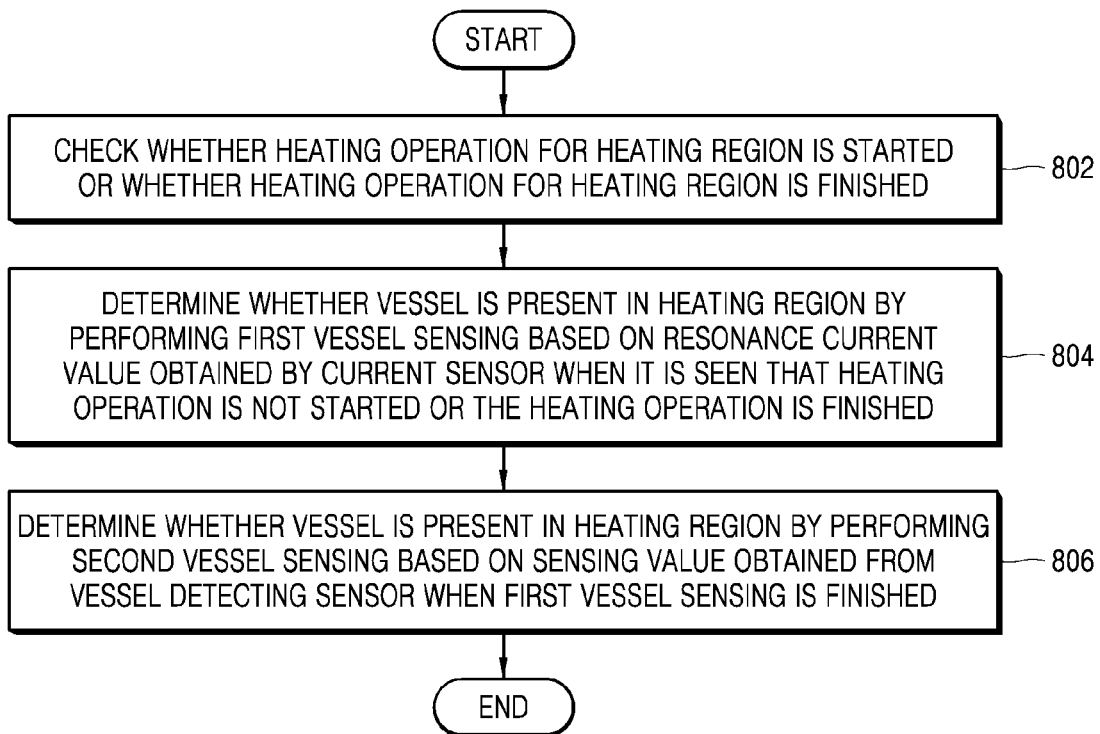 START
CHECK WHETHER HEATING OPERATION FOR HEATING REGION IS STARTED
OR WHETHER HEATING OPERATION FOR HEATING REGION IS FINISHED
802
DETERMINE WHETHER VESSEL IS PRESENT IN HEATING REGION BY
PERFORMING FIRST VESSEL SENSING BASED ON RESONANCE CURRENT
VALUE OBTAINED BY CURRENT SENSOR WHEN IT IS SEEN THAT HEATING
OPERATION IS NOT STARTED OR THE HEATING OPERATION IS FINISHED
804
DETERMINE WHETHER VESSEL IS PRESENT IN HEATING REGION BY PERFORMING
SECOND VESSEL SENSING BASED ON SENSING VALUE OBTAINED FROM
VESSEL DETECTING SENSOR WHEN FIRST VESSEL SENSING IS FINISHED
806
END